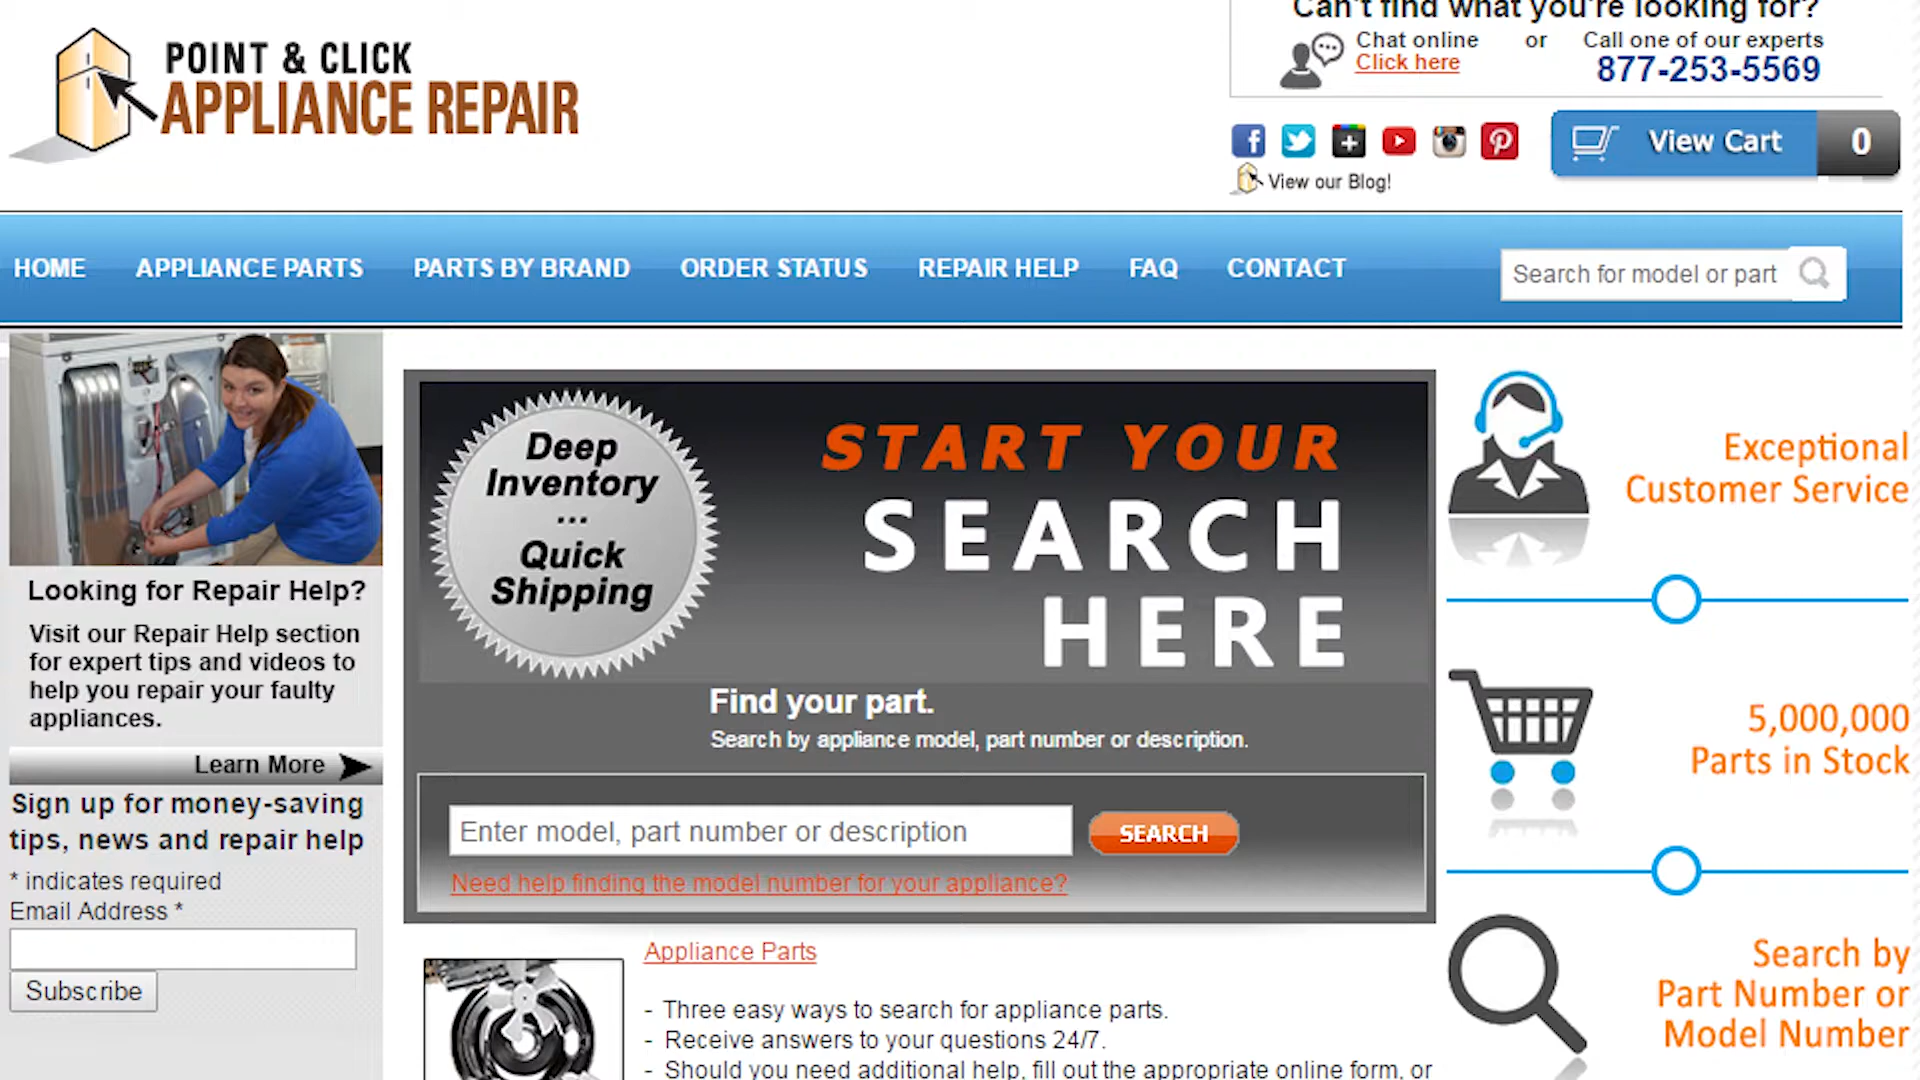 POINT & CLICK
APPLIANCE REPAIR
Can't find what you're looking for?
Chat online or Call one of our experts
Click here 877-253-5569
View Cart 0
View our Blog!
HOME APPLIANCE PARTS PARTS BY BRAND ORDER STATUS REPAIR HELP FAQ CONTACT
Search for model or part
Looking for Repair Help?
Visit our Repair Help section
for expert tips and videos to
help you repair your faulty
appliances.
Learn More
Sign up for money-saving
tips, news and repair help
* indicates required
Email Address *
Subscribe
Deep
Inventory
...
Quick
Shipping
START YOUR
SEARCH
HERE
Find your part.
Search by appliance model, part number or description.
Enter model, part number or description
SEARCH
Need help finding the model number for your appliance?
Appliance Parts
- Three easy ways to search for appliance parts.
- Receive answers to your questions 24/7.
- Should you need additional help, fill out the appropriate online form, or
Exceptional
Customer Service
5,000,000
Parts in Stock
Search by
Part Number or
Model Number